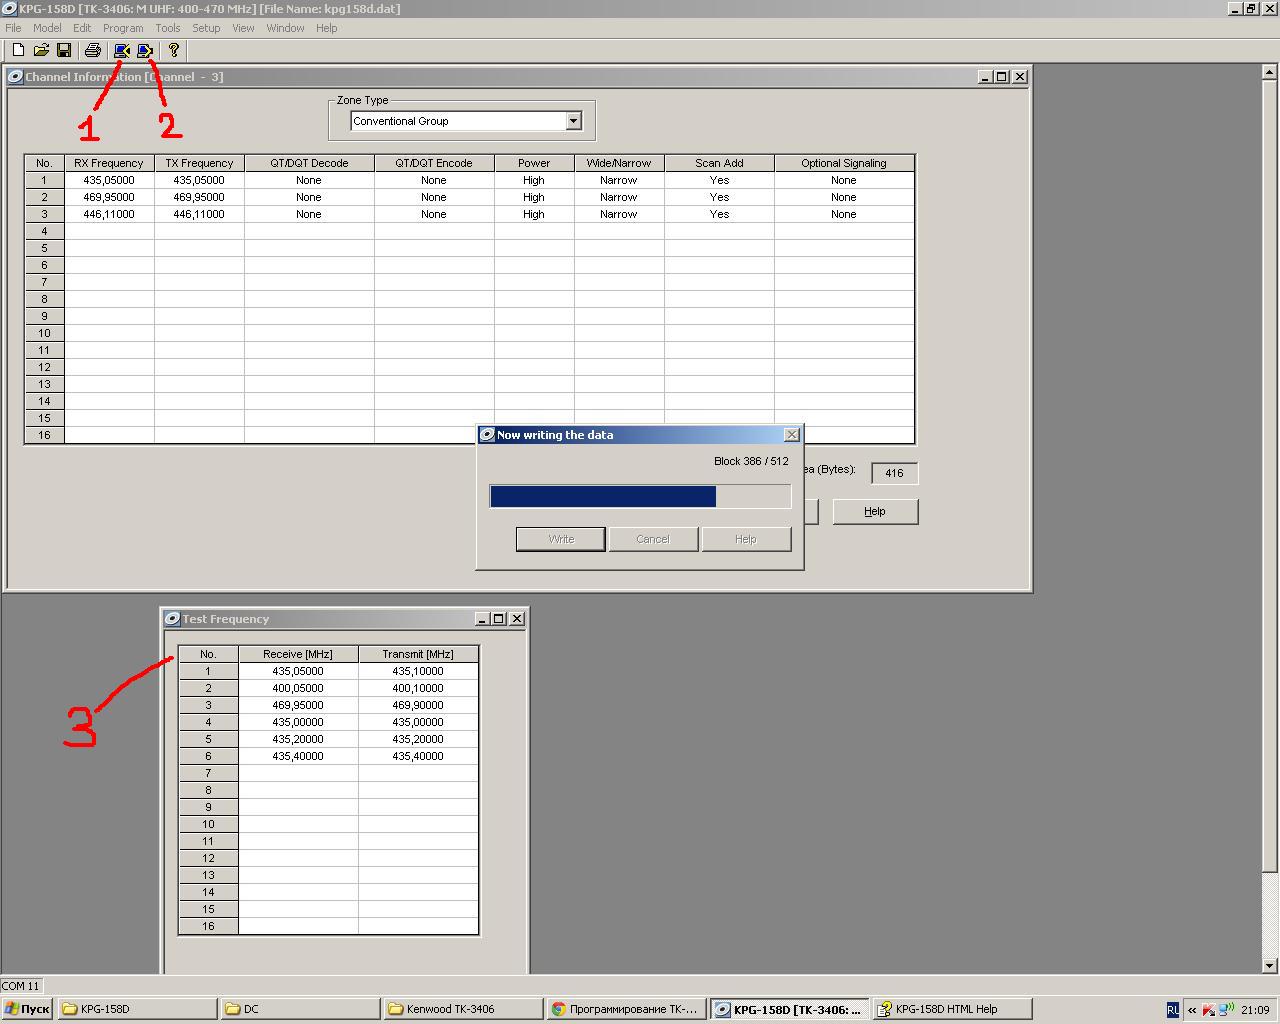 KPG-158D [TK-3406: M UHF: 400-470 MHz] [File Name: kpg158d.dat]
File Model Edit Program Tools Setup View Window Help
Channel Information [Channel - 3]
1 2
Zone Type
Conventional Group
No. RX Frequency TX Frequency QT/DQT Decode QT/DQT Encode Power Wide/Narrow Scan Add Optional Signaling
1 435,05000 435,05000 None None High Narrow Yes None
2 469,95000 469,95000 None None High Narrow Yes None
3 446,11000 446,11000 None None High Narrow Yes None
4
5
6
7
8
9
10
11
12
13
14
15
16
Now writing the data
Block 386 / 512
ea (Bytes): 416
Write Cancel Help
Help
Test Frequency
3
No. Receive [MHz] Transmit [MHz]
1 435,05000 435,10000
2 400,05000 400,10000
3 469,95000 469,90000
4 435,00000 435,00000
5 435,20000 435,20000
6 435,40000 435,40000
7
8
9
10
11
12
13
14
15
16
COM 11
Пуск KPG-158D DC Kenwood TK-3406 Программирование TK-... KPG-158D [TK-3406: ... KPG-158D HTML Help RL « 21:09